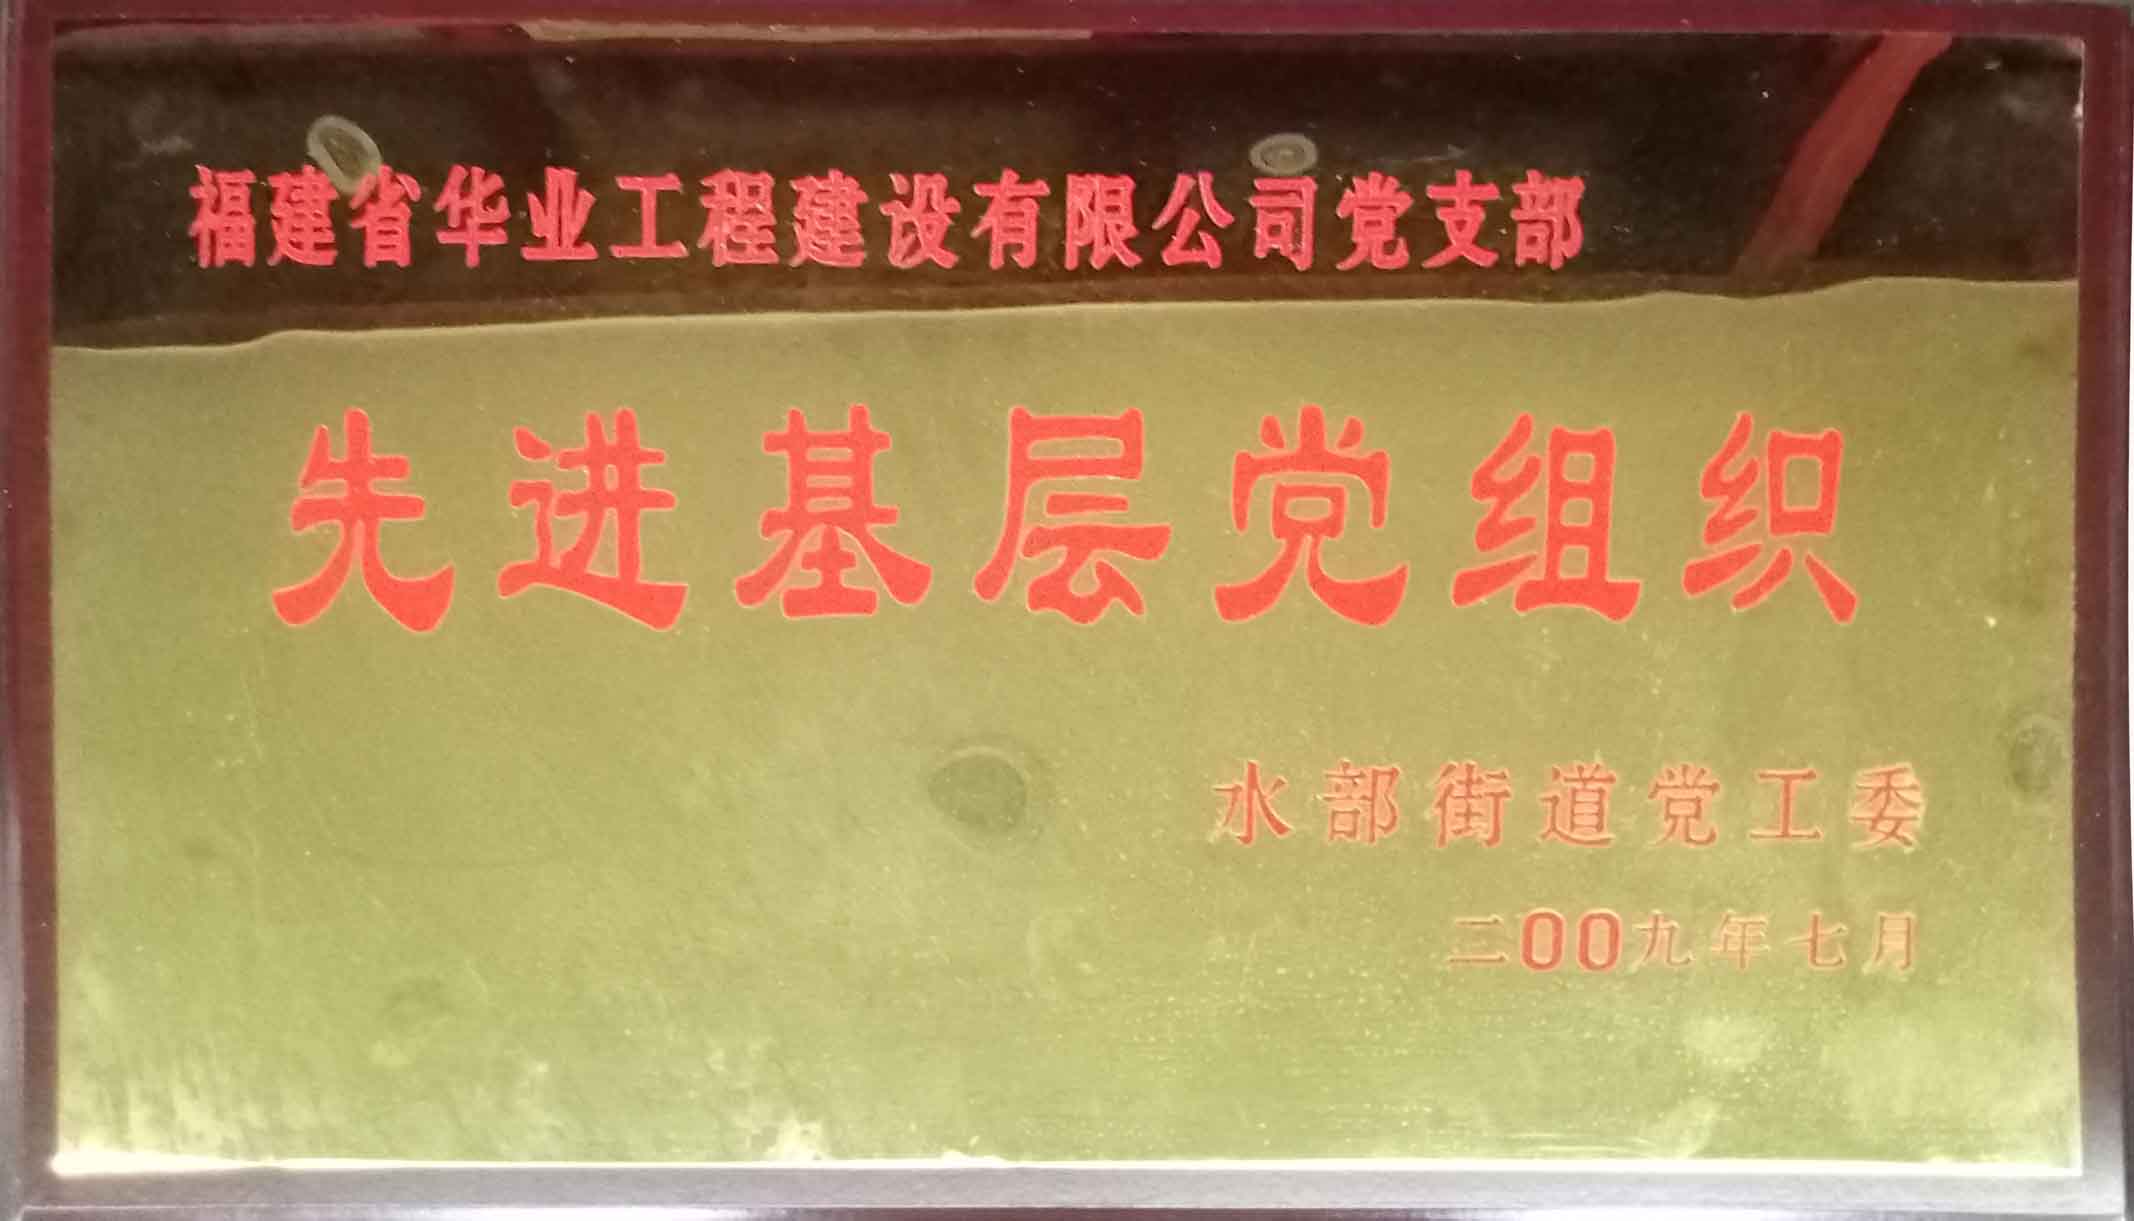 福建省华业工程建设有限公司党支部
先进基层党组织
水部街道党工委
二00九年七月